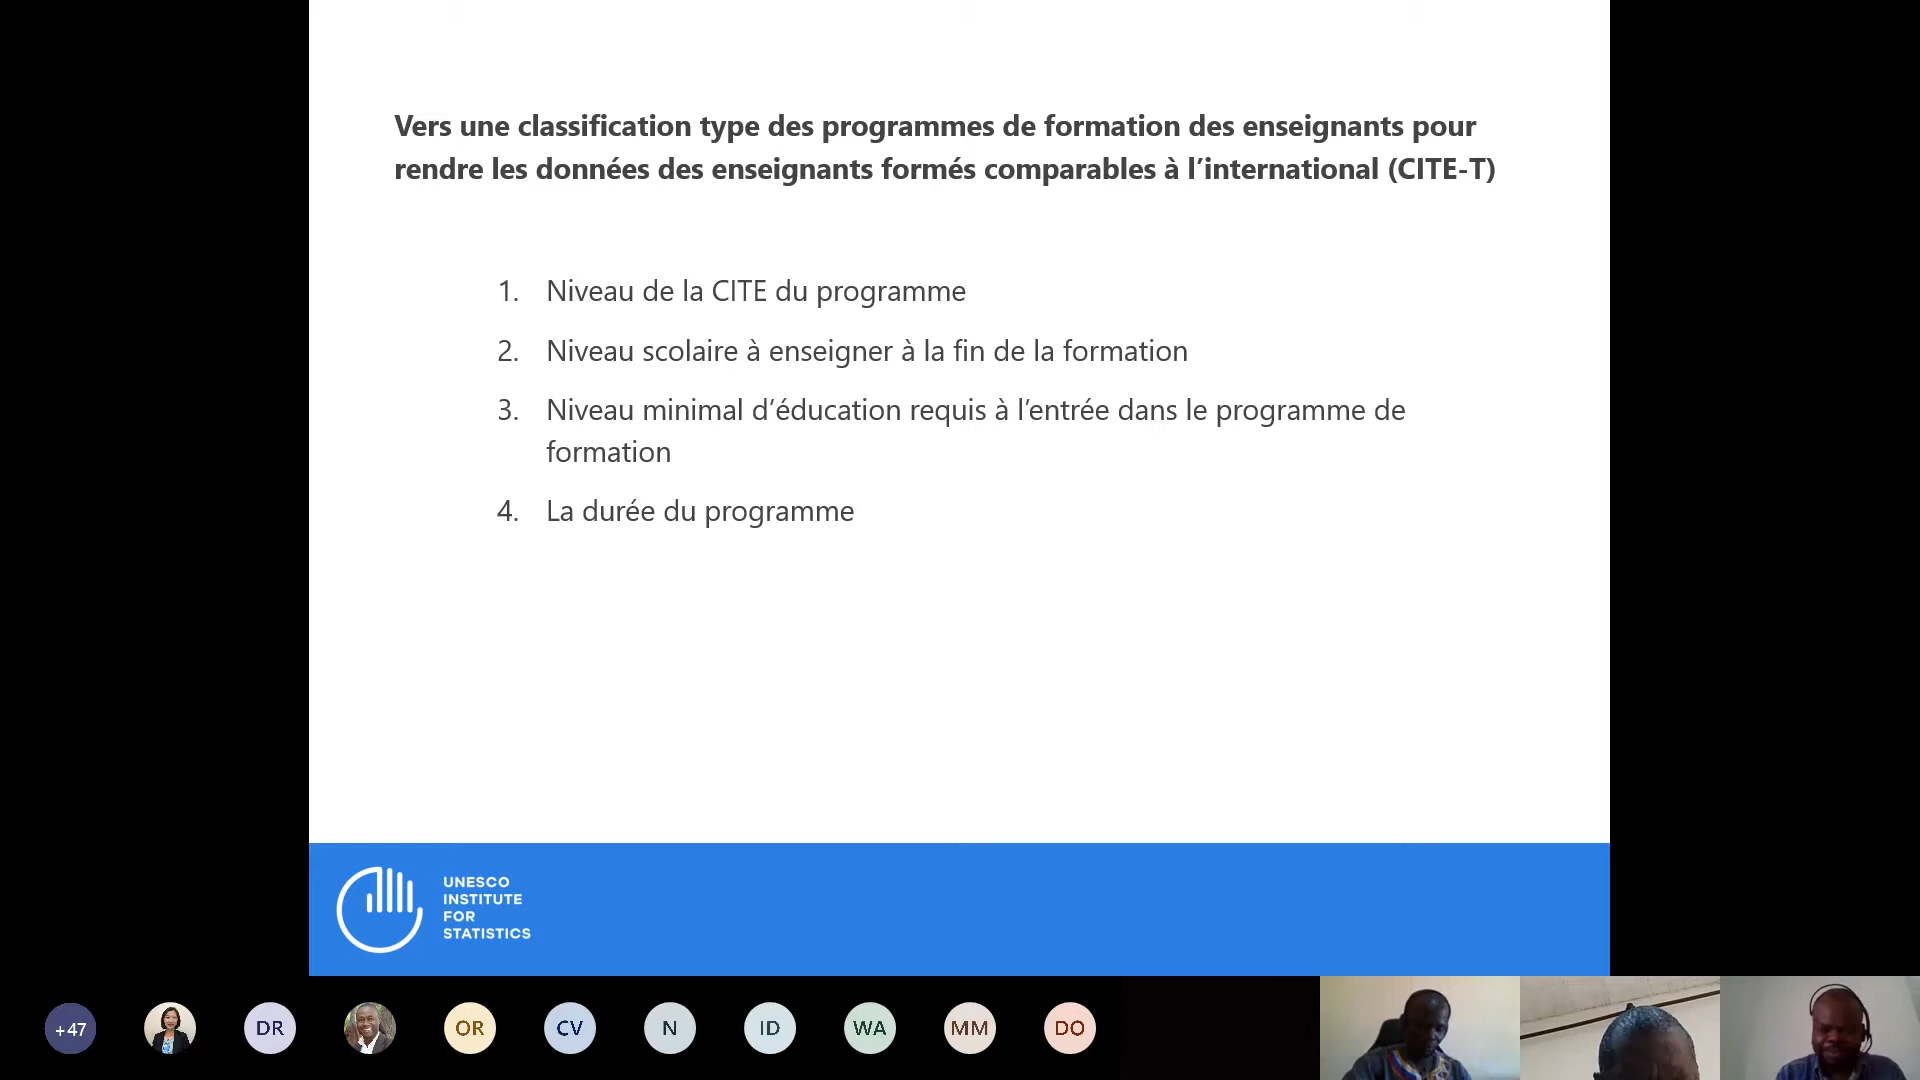 Vers une classification type des programmes de formation des enseignants pour
rendre les données des enseignants formés comparables à l’international (CITE-T)
1. Niveau de la CITE du programme
2. Niveau scolaire à enseigner à la fin de la formation
3. Niveau minimal d’éducation requis à l’entrée dans le programme de
formation
4. La durée du programme
UNESCO
INSTITUTE
FOR
STATISTICS
+47 DR OR CV N ID WA MM DO